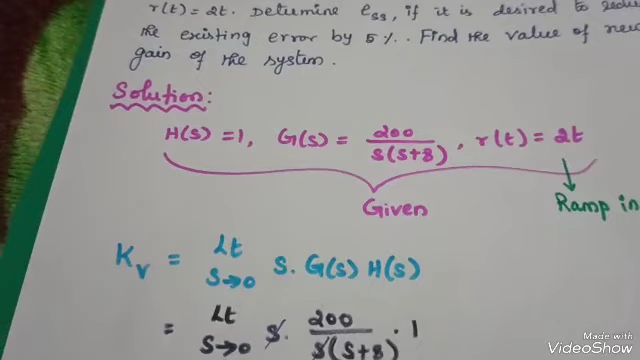 r(t) = 2t. Determine ess, if it is desired to
the existing error by 5%. Find the value of new
gain of the system.
Solution:
H(S) = 1, G(S) = 200 / S(S+8), r(t) = 2t
Given
Ramp in
Kv = Lt S→0 S. G(S) H(S)
= Lt S→0 S. 200 / S(S+8) . 1
Made with
VideoShow